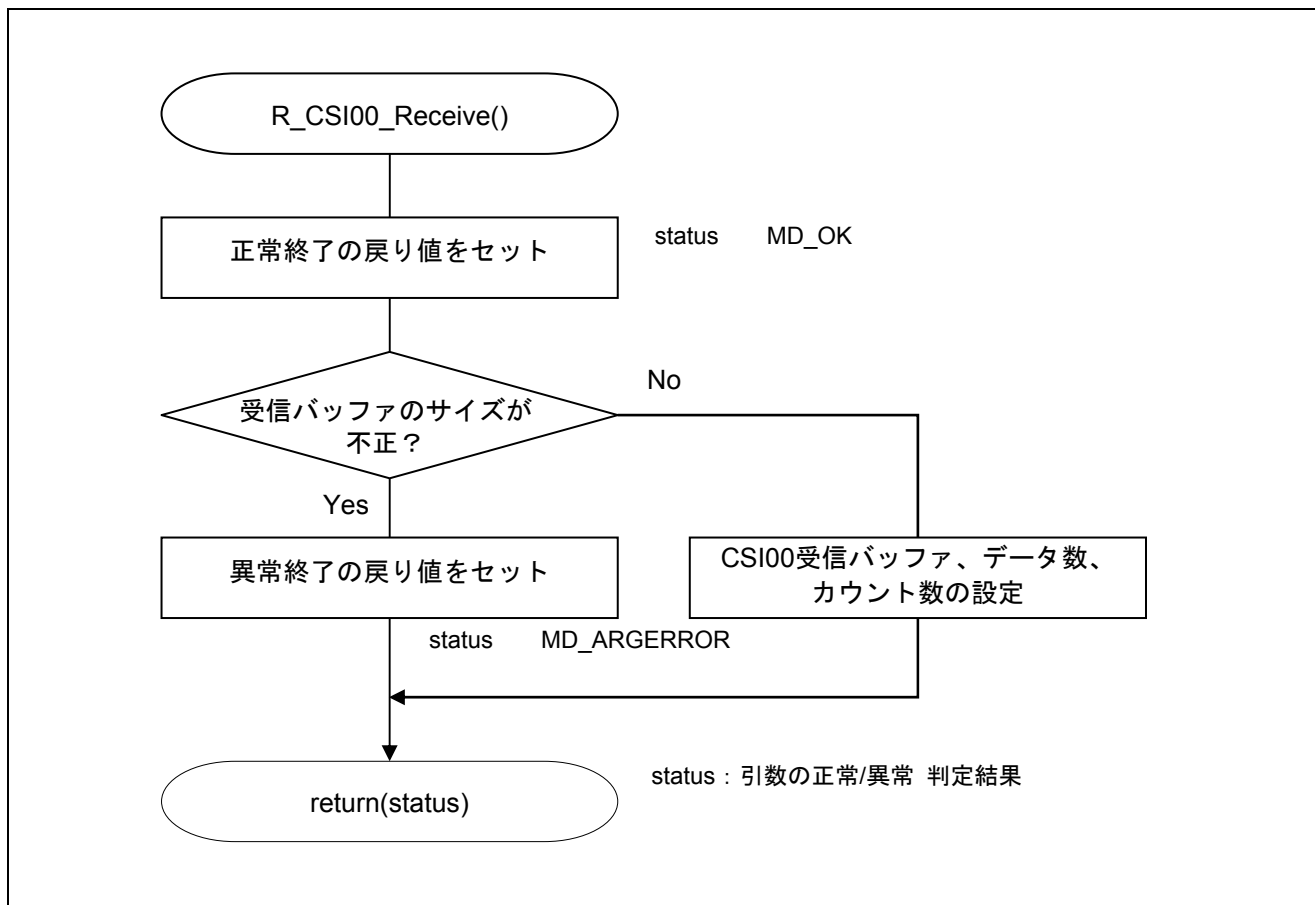 R_CSI00_Receive()
正常終了の戻り値をセット
status MD_OK
No
受信バッファのサイズが
不正？
Yes
異常終了の戻り値をセット
CSI00受信バッファ、データ数、
カウント数の設定
status MD_ARGERROR
status：引数の正常/異常 判定結果
return(status)